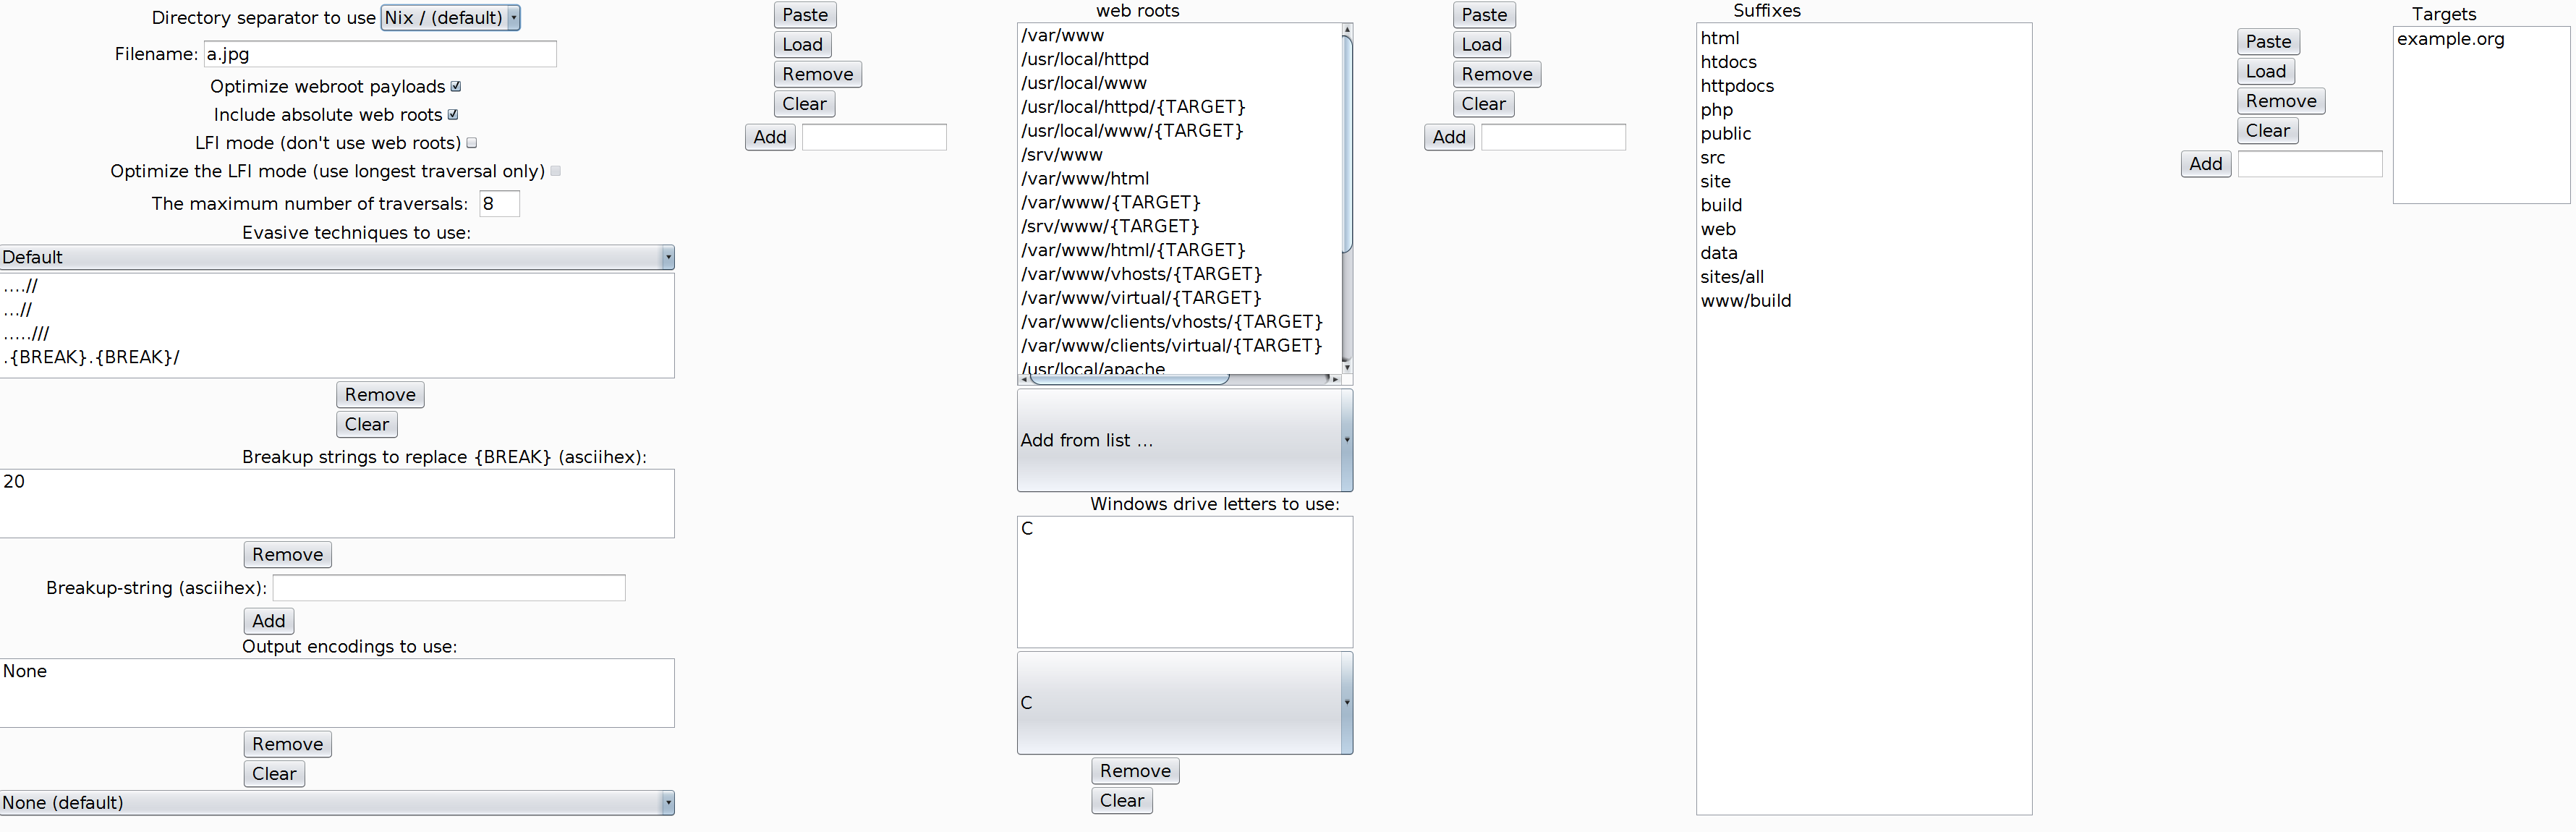 Directory separator to use Nix / (default)
Filename: a.jpg
Optimize webroot payloads
Include absolute web roots
LFI mode (don't use web roots)
Optimize the LFI mode (use longest traversal only)
The maximum number of traversals: 8
Evasive techniques to use:
Default
....//
...//
.....///
.{BREAK}.{BREAK}/
Remove
Clear
Breakup strings to replace {BREAK} (asciihex):
20
Remove
Breakup-string (asciihex):
Add
Output encodings to use:
None
Remove
Clear
None (default)
Paste
Load
Remove
Clear
Add
web roots
/var/www
/usr/local/httpd
/usr/local/www
/usr/local/httpd/{TARGET}
/usr/local/www/{TARGET}
/srv/www
/var/www/html
/var/www/{TARGET}
/srv/www/{TARGET}
/var/www/html/{TARGET}
/var/www/vhosts/{TARGET}
/var/www/virtual/{TARGET}
/var/www/clients/vhosts/{TARGET}
/var/www/clients/virtual/{TARGET}
/usr/local/apache
Add from list ...
Windows drive letters to use:
C
C
Remove
Clear
Paste
Load
Remove
Clear
Add
Suffixes
html
htdocs
httpdocs
php
public
src
site
build
web
data
sites/all
www/build
Paste
Load
Remove
Clear
Add
Targets
example.org